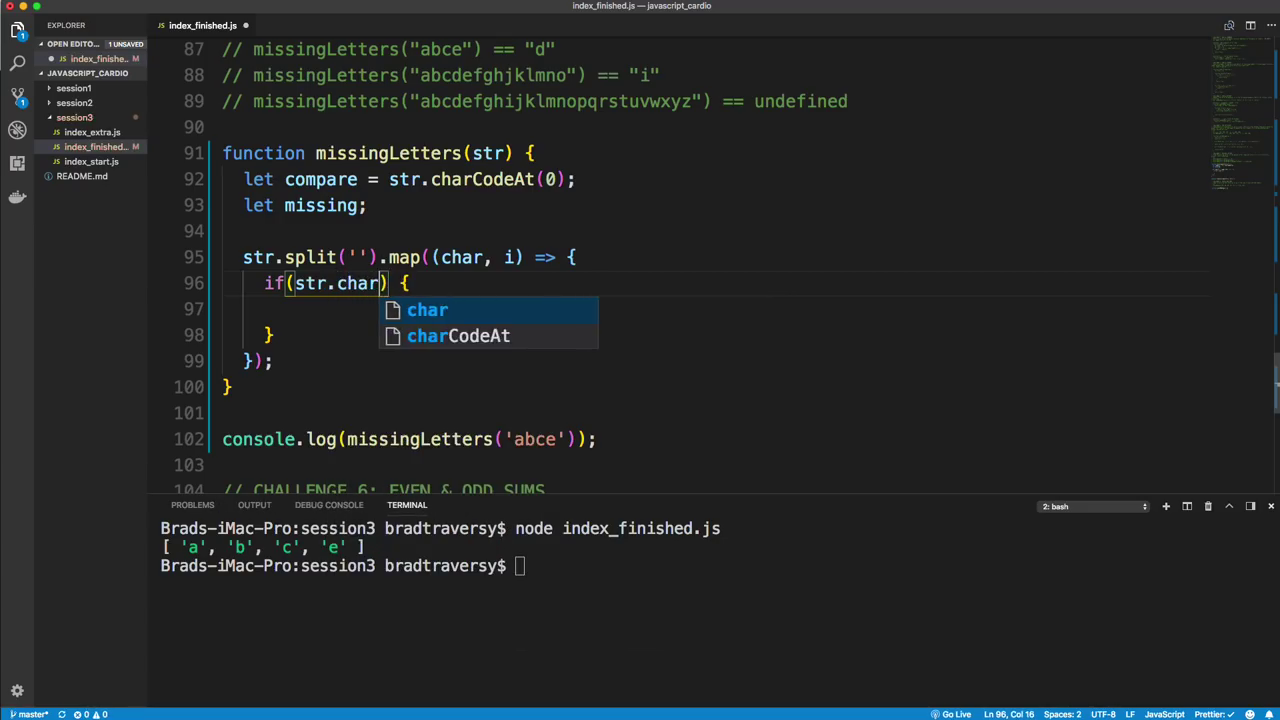 index_finished.js — javascript_cardio
EXPLORER
index_finished.js
OPEN EDITO... 1 UNSAVED
index_finishe...
JAVASCRIPT_CARDIO
session1
session2
session3
index_extra.js
index_finished... M
index_start.js
README.md
87 // missingLetters("abce") == "d"
88 // missingLetters("abcdefghjklmno") == "i"
89 // missingLetters("abcdefghijklmnopqrstuvwxyz") == undefined
90
91 function missingLetters(str) {
92 let compare = str.charCodeAt(0);
93 let missing;
94
95 str.split('').map((char, i) => {
96 if(str.char) {
char
97
charCodeAt
98 }
99 });
100 }
101
102 console.log(missingLetters('abce'));
103
104 // CHALLENGE 6: EVEN & ODD SUMS
PROBLEMS OUTPUT DEBUG CONSOLE TERMINAL 2: bash
Brads-iMac-Pro:session3 bradtraversy$ node index_finished.js
[ 'a', 'b', 'c', 'e' ]
Brads-iMac-Pro:session3 bradtraversy$
master* 0 0 Go Live Ln 96, Col 16 Spaces: 2 UTF-8 LF JavaScript Prettier: ✓